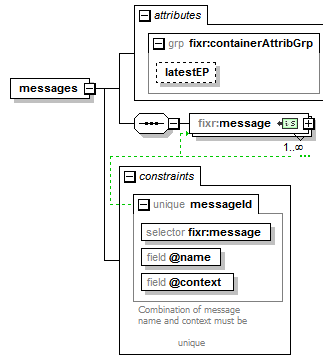 attributes
grp fixr:containerAttribGrp
latestEP
messages
fixr:message is
1..∞
constraints
unique messageId
selector fixr:message
field @name
field @context
Combination of message
name and context must be
unique